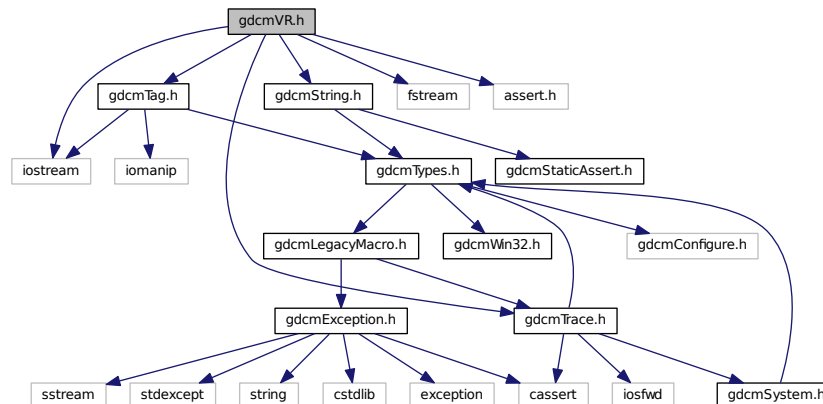 gdcmVR.h
gdcmTag.h
gdcmString.h
fstream
assert.h
iostream
iomanip
gdcmTypes.h
gdcmStaticAssert.h
gdcmLegacyMacro.h
gdcmWin32.h
gdcmConfigure.h
gdcmException.h
gdcmTrace.h
sstream
stdexcept
string
cstdlib
exception
cassert
iosfwd
gdcmSystem.h